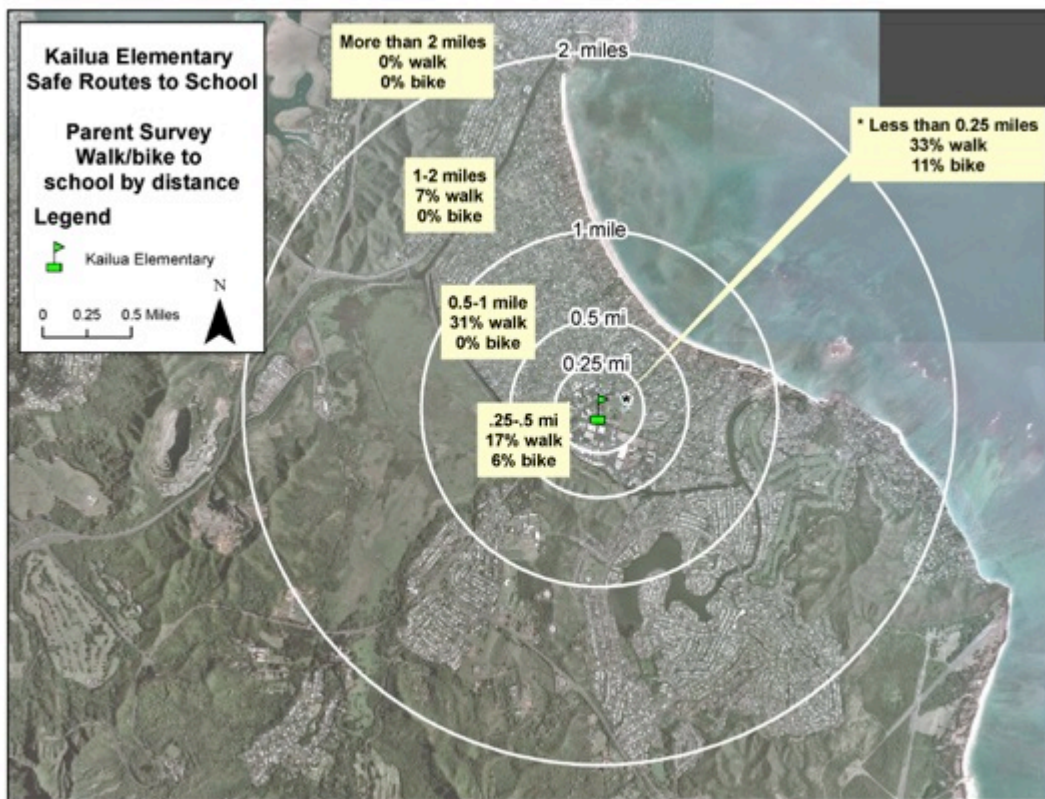 Kailua Elementary
Safe Routes to School
Parent Survey
Walk/bike to
school by distance
Legend
Kailua Elementary
N
0 0.25 0.5 Miles
More than 2 miles
0% walk
0% bike
2 miles
* Less than 0.25 miles
33% walk
11% bike
1-2 miles
7% walk
0% bike
1 mile
0.5-1 mile
31% walk
0% bike
0.5 mi
0.25 mi
*
.25-.5 mi
17% walk
6% bike